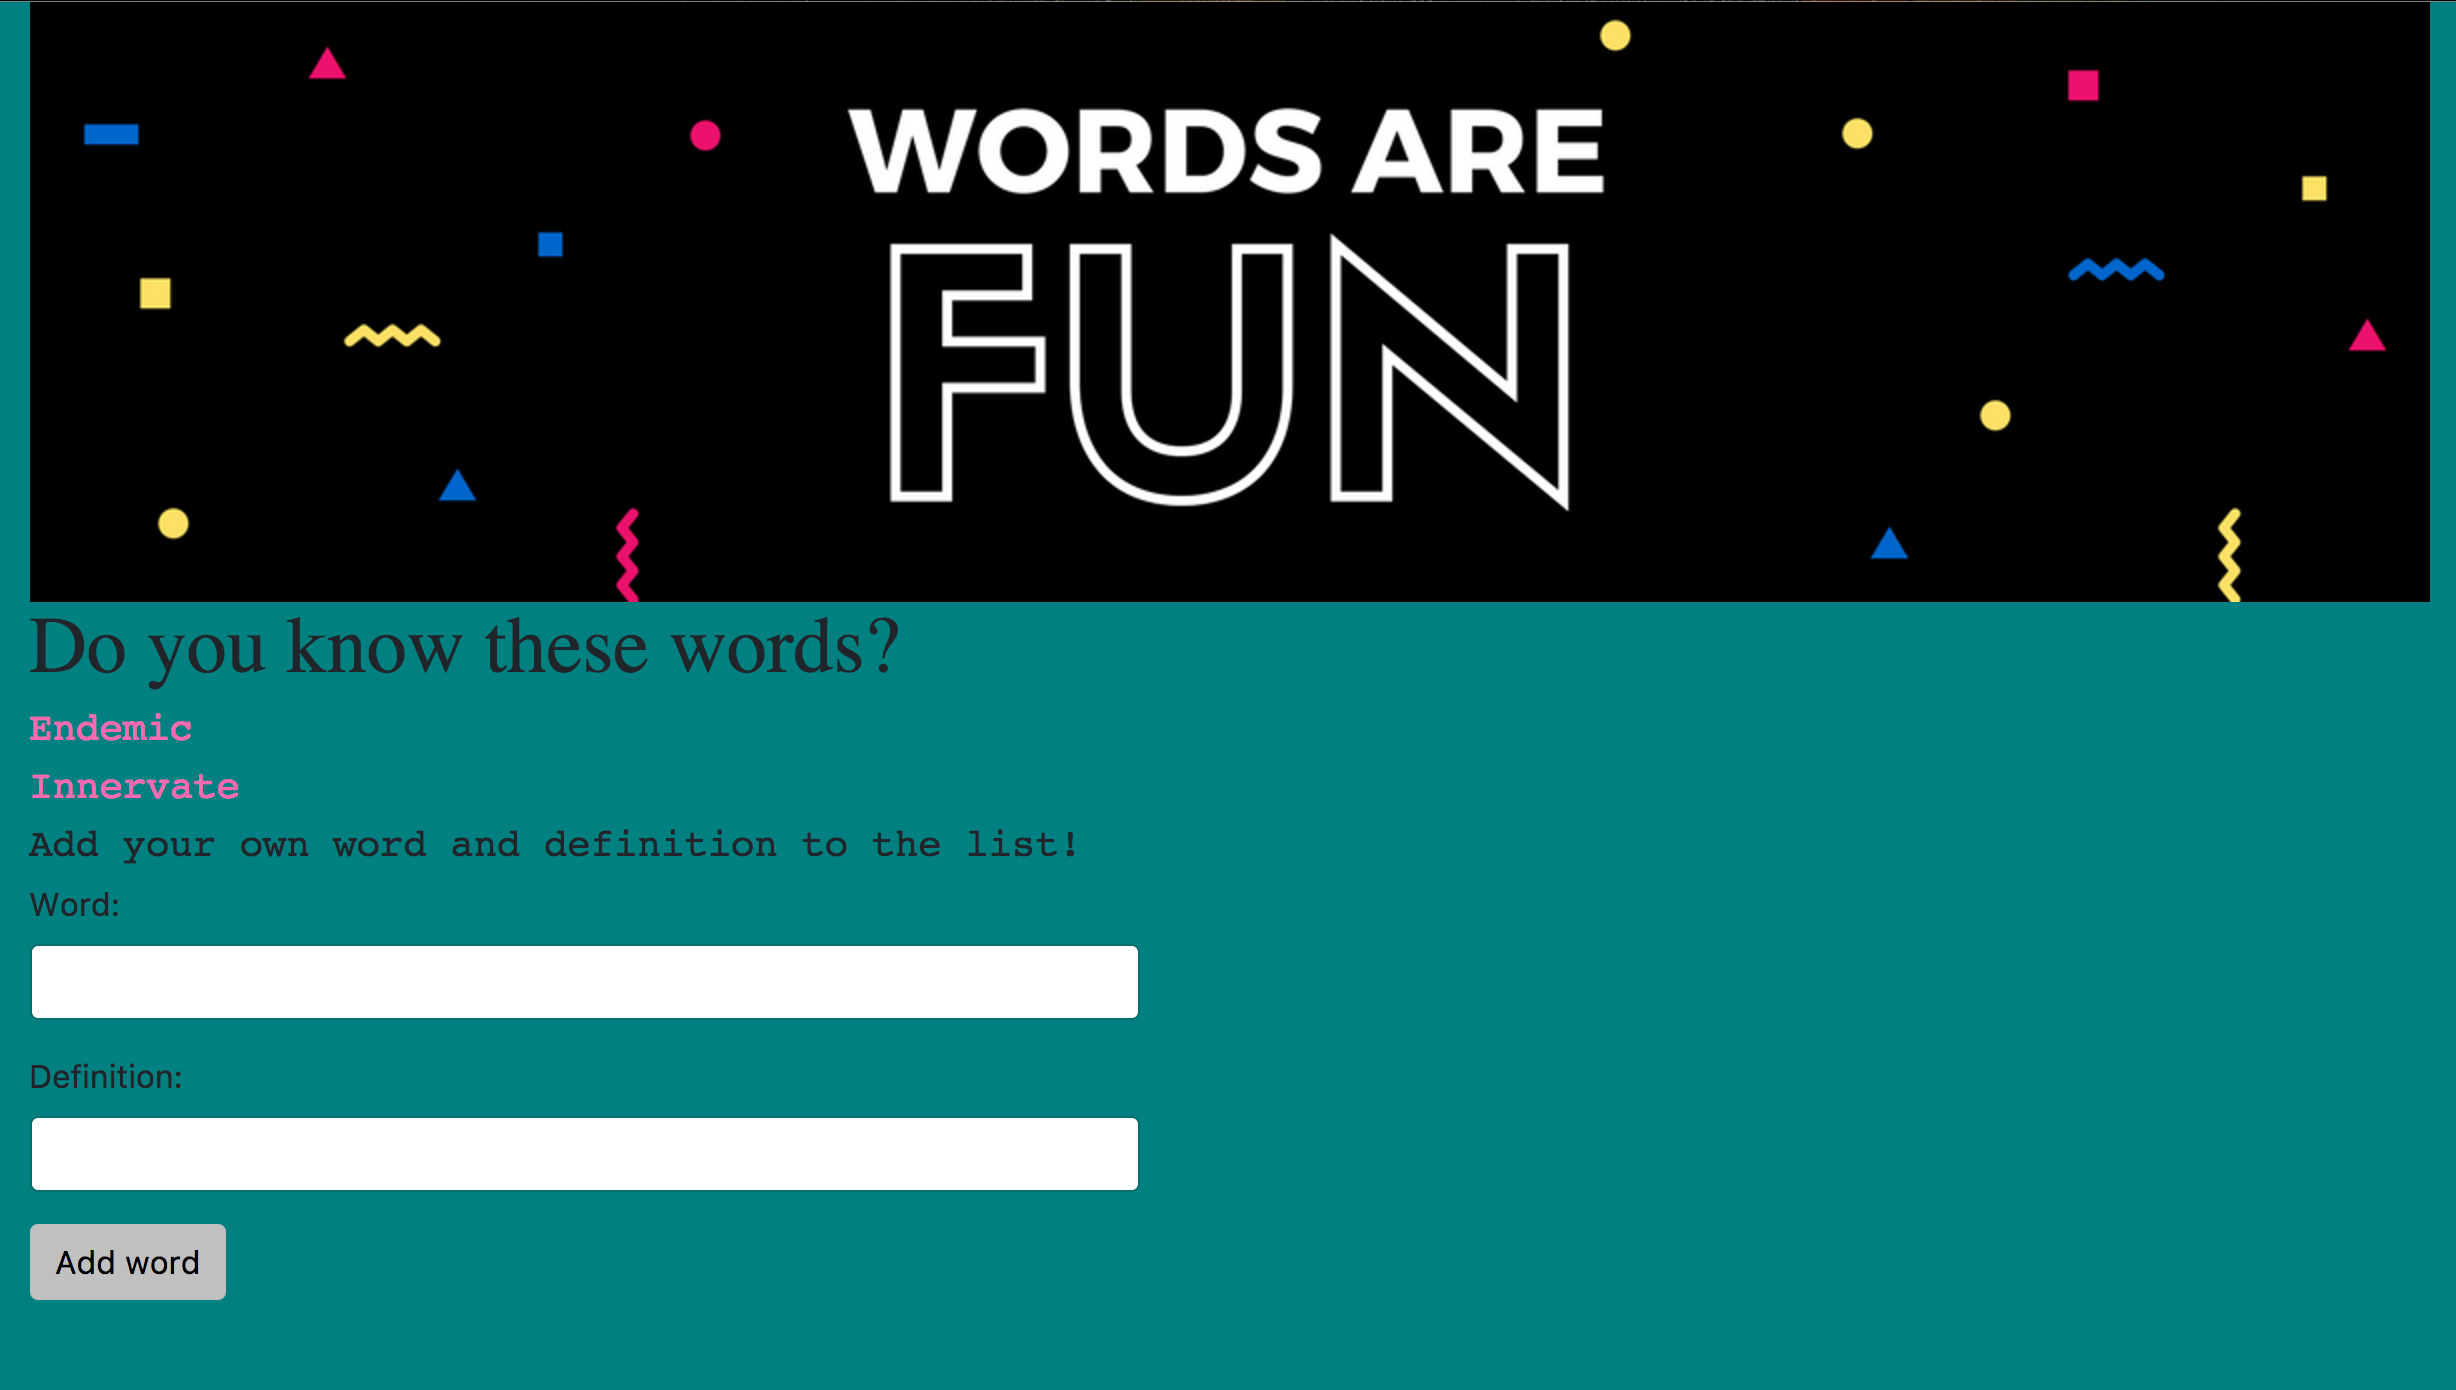 WORDS ARE
FUN
Do you know these words?
Endemic
Innervate
Add your own word and definition to the list!
Word:
Definition:
Add word